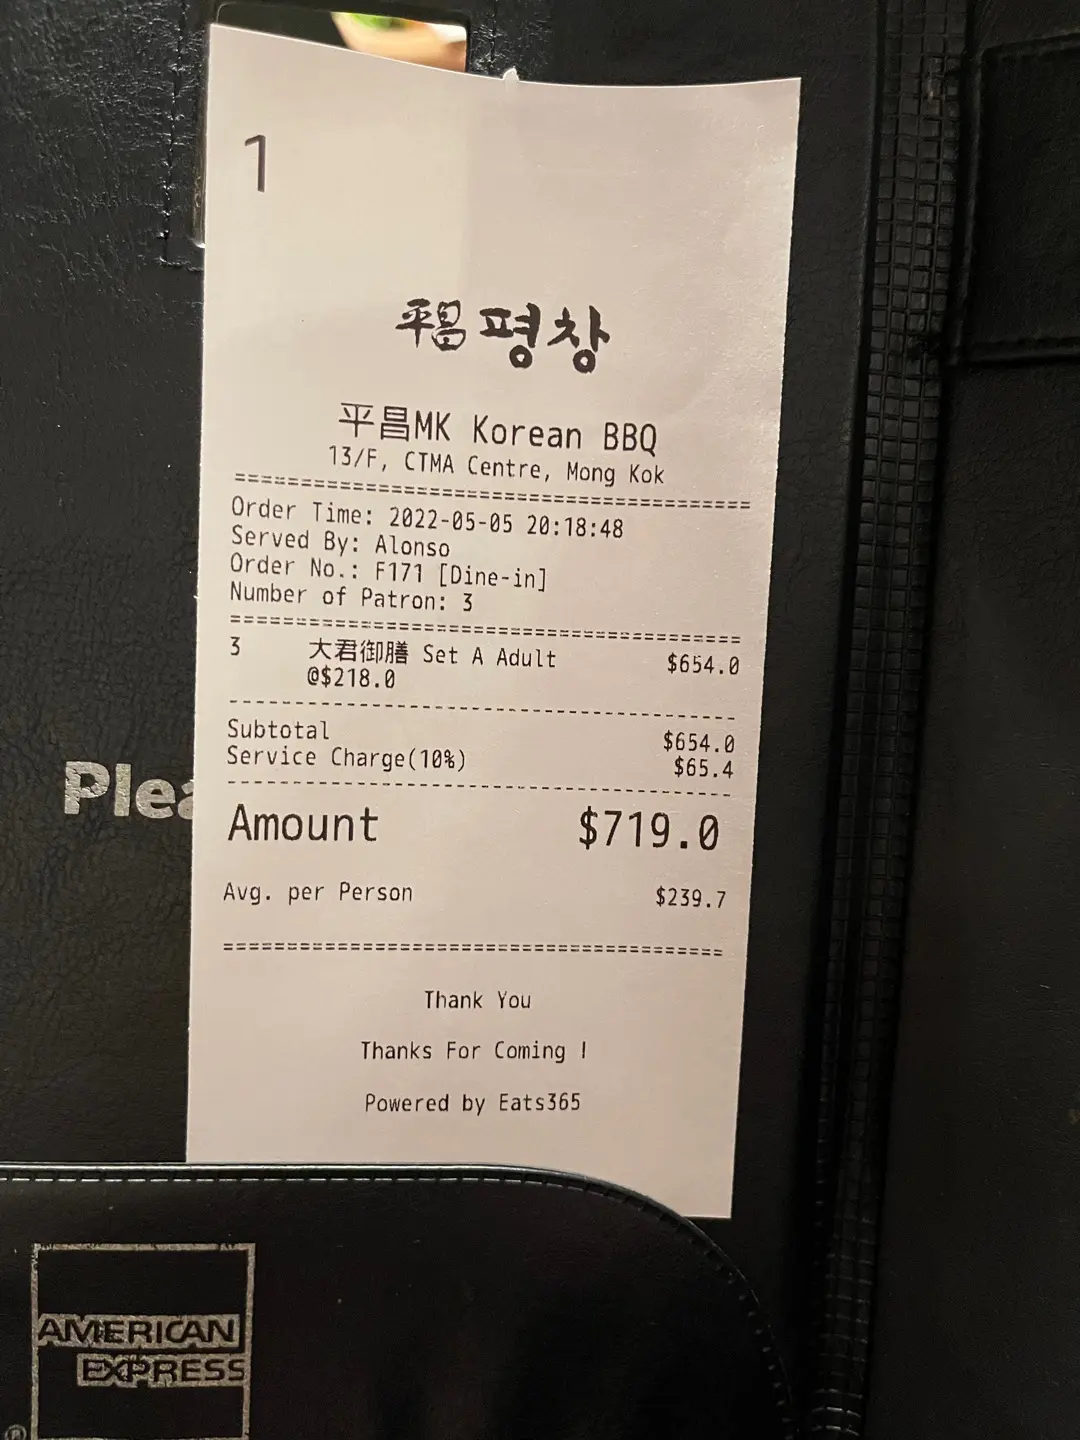 1
平昌 평창
平昌MK Korean BBQ
13/F, CTMA Centre, Mong Kok
================================================
Order Time: 2022-05-05 20:18:48
Served By: Alonso
Order No.: F171 [Dine-in]
Number of Patron: 3
================================================
3 大君御膳 Set A Adult $654.0
@$218.0
------------------------------------------------
Subtotal $654.0
Service Charge(10%) $65.4
------------------------------------------------
Amount $719.0
Avg. per Person $239.7
================================================
Thank You
Thanks For Coming !
Powered by Eats365
Plea
AMERICAN
EXPRESS
®